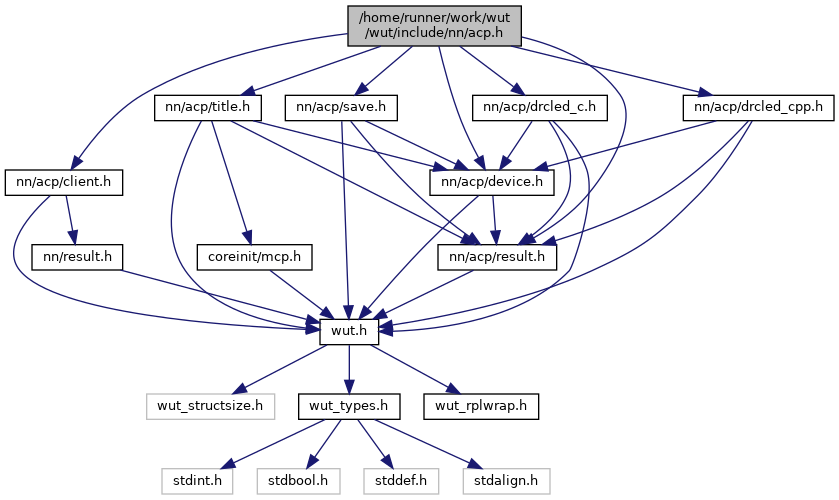 /home/runner/work/wut
/wut/include/nn/acp.h
nn/acp/title.h
nn/acp/save.h
nn/acp/drcled_c.h
nn/acp/drcled_cpp.h
nn/acp/client.h
nn/acp/device.h
nn/result.h
coreinit/mcp.h
nn/acp/result.h
wut.h
wut_structsize.h
wut_types.h
wut_rplwrap.h
stdint.h
stdbool.h
stddef.h
stdalign.h